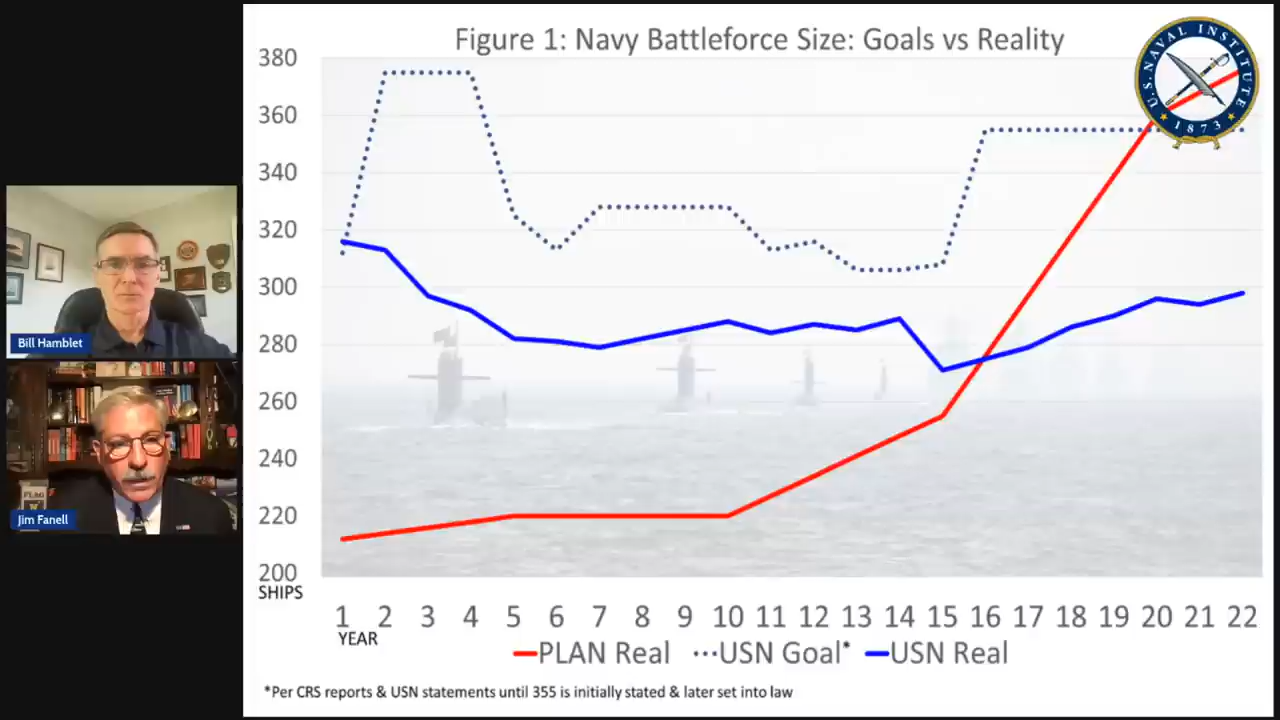 Figure 1: Navy Battleforce Size: Goals vs Reality
U.S. NAVAL INSTITUTE
1873
380
360
340
320
300
280
260
240
220
200
SHIPS
1 2 3 4 5 6 7 8 9 10 11 12 13 14 15 16 17 18 19 20 21 22
YEAR
PLAN Real USN Goal* USN Real
*Per CRS reports & USN statements until 355 is initially stated & later set into law
Bill Hamblet
FLAG
Jim Fanell